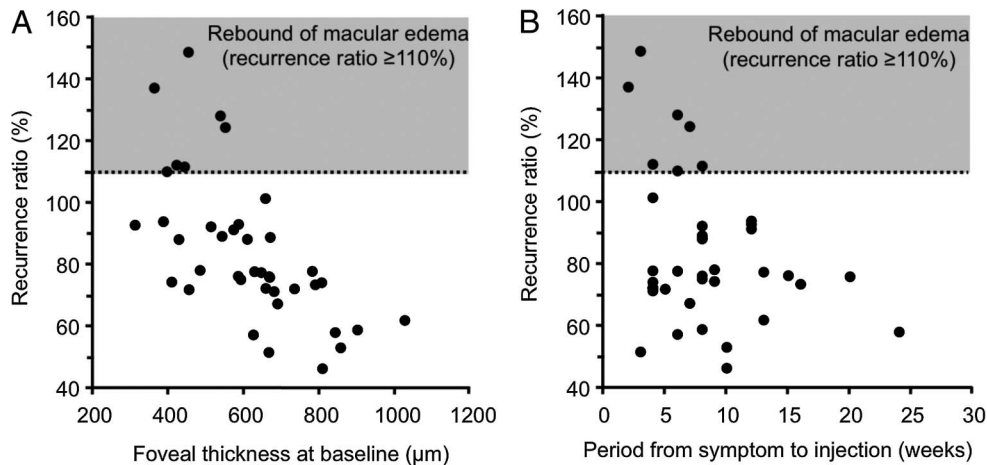 A
Recurrence ratio (%)
160
140
120
100
80
60
40
Rebound of macular edema
(recurrence ratio ≥110%)
200 400 600 800 1000 1200
Foveal thickness at baseline (µm)
B
Recurrence ratio (%)
160
140
120
100
80
60
40
Rebound of macular edema
(recurrence ratio ≥110%)
0 5 10 15 20 25 30
Period from symptom to injection (weeks)